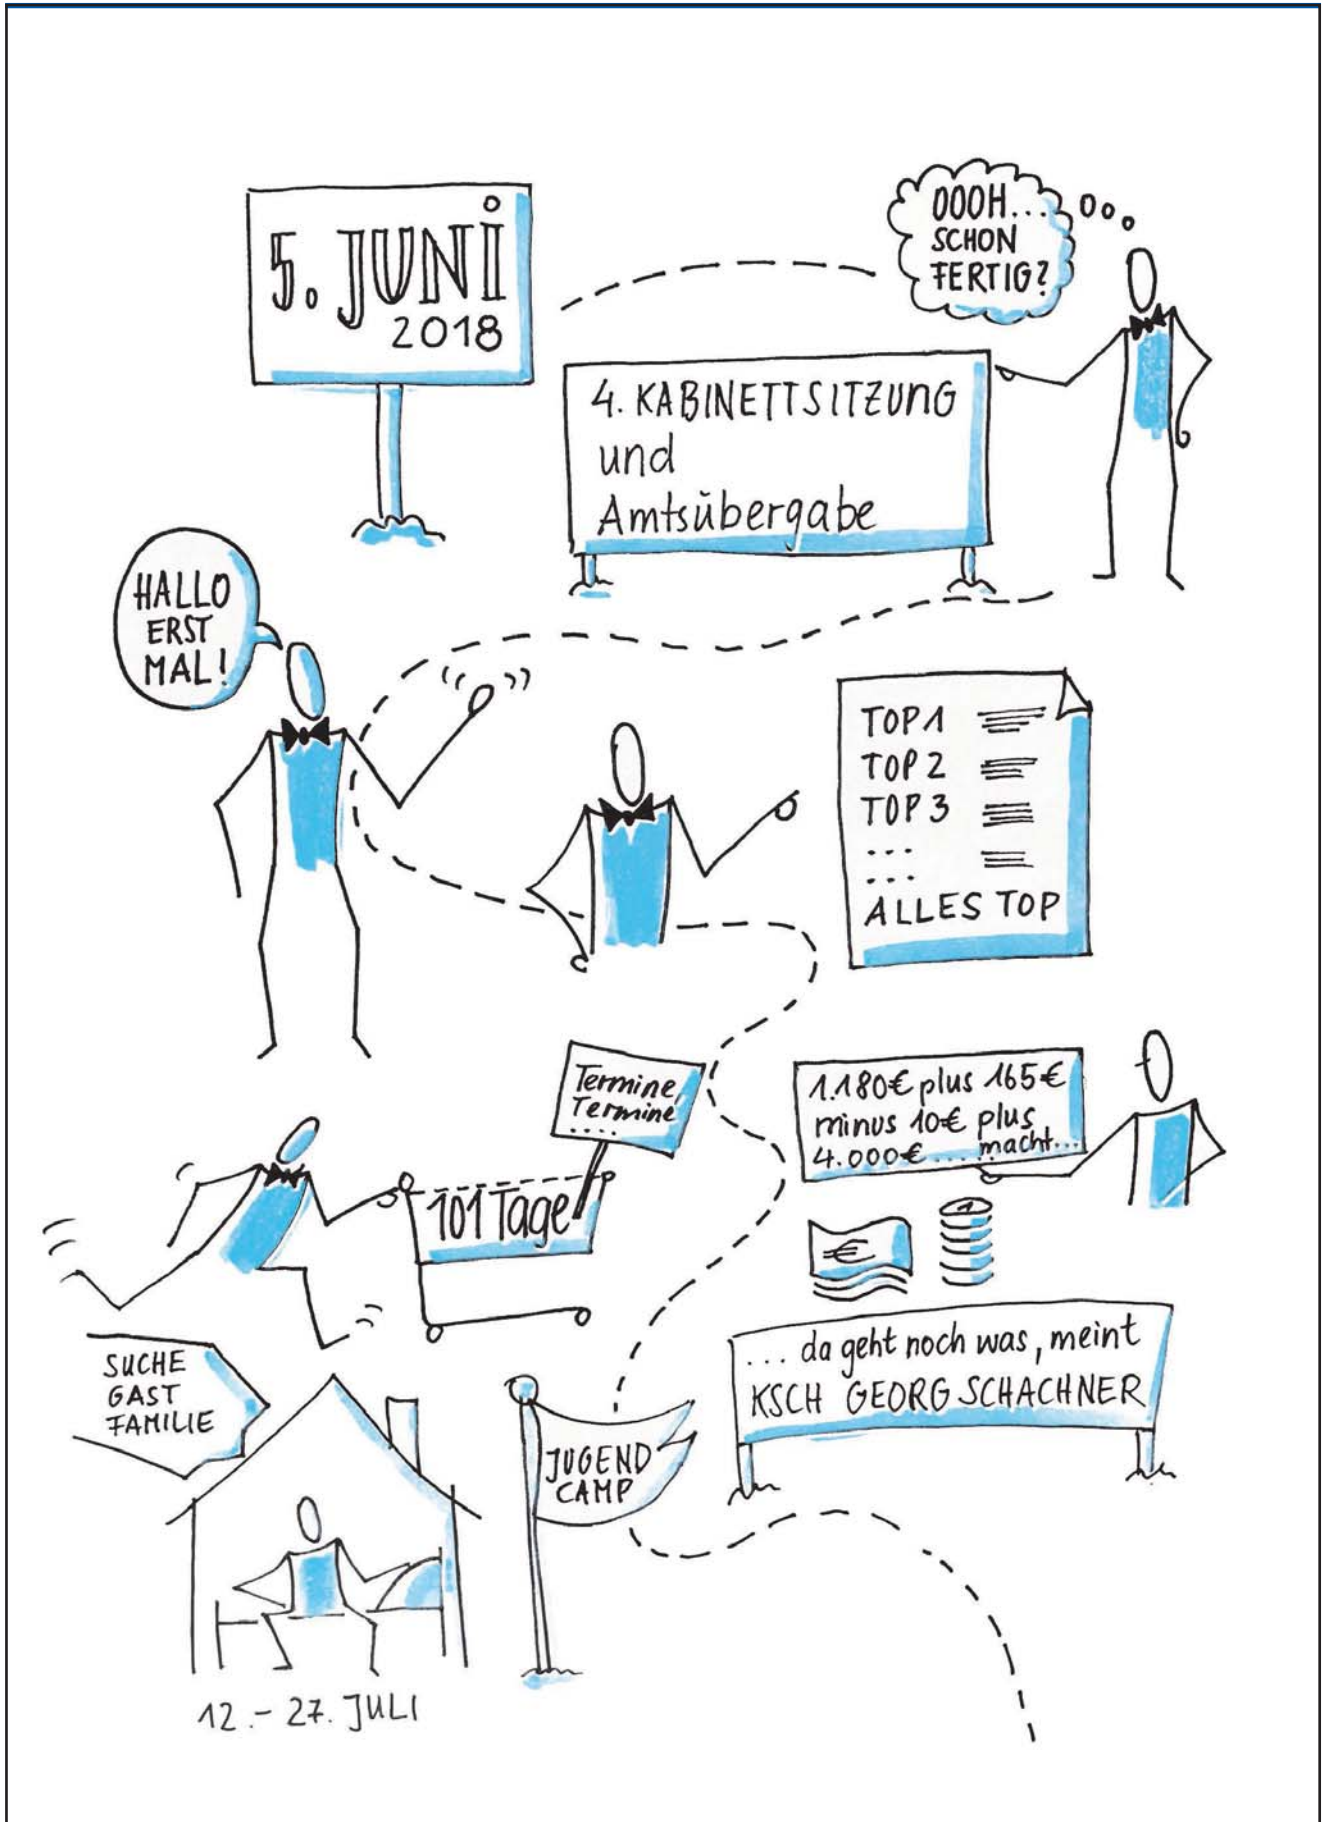 5. JUNI
2018
OOOH...
SCHON
FERTIG?
4. KABINETTSITZUNG
und
Amtsübergabe
HALLO
ERST
MAL!
TOP 1
TOP 2
TOP 3
...
...
ALLES TOP
Termine,
Termine
....
101 Tage
1.180€ plus 165€
minus 10€ plus
4.000€ .... macht...
€
1
... da geht noch was, meint
KSCH GEORG SCHACHNER
SUCHE
GAST
FAMILIE
JUGEND
CAMP
12.- 27. JULI